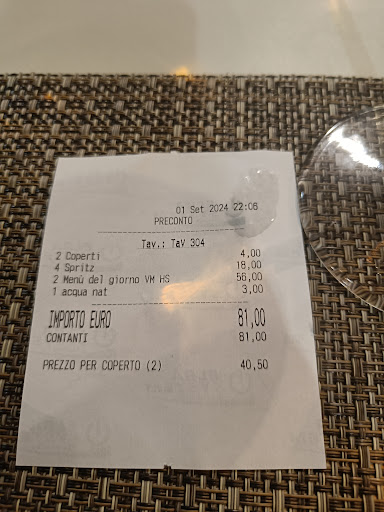 01 Set 2024 22:06
PRECONTO
Tav.: TaV 304
2 Coperti 4,00
4 Spritz 18,00
2 Menù del giorno VM HS 56,00
1 acqua nat 3,00
IMPORTO EURO 81,00
CONTANTI 81,00
PREZZO PER COPERTO (2) 40,50